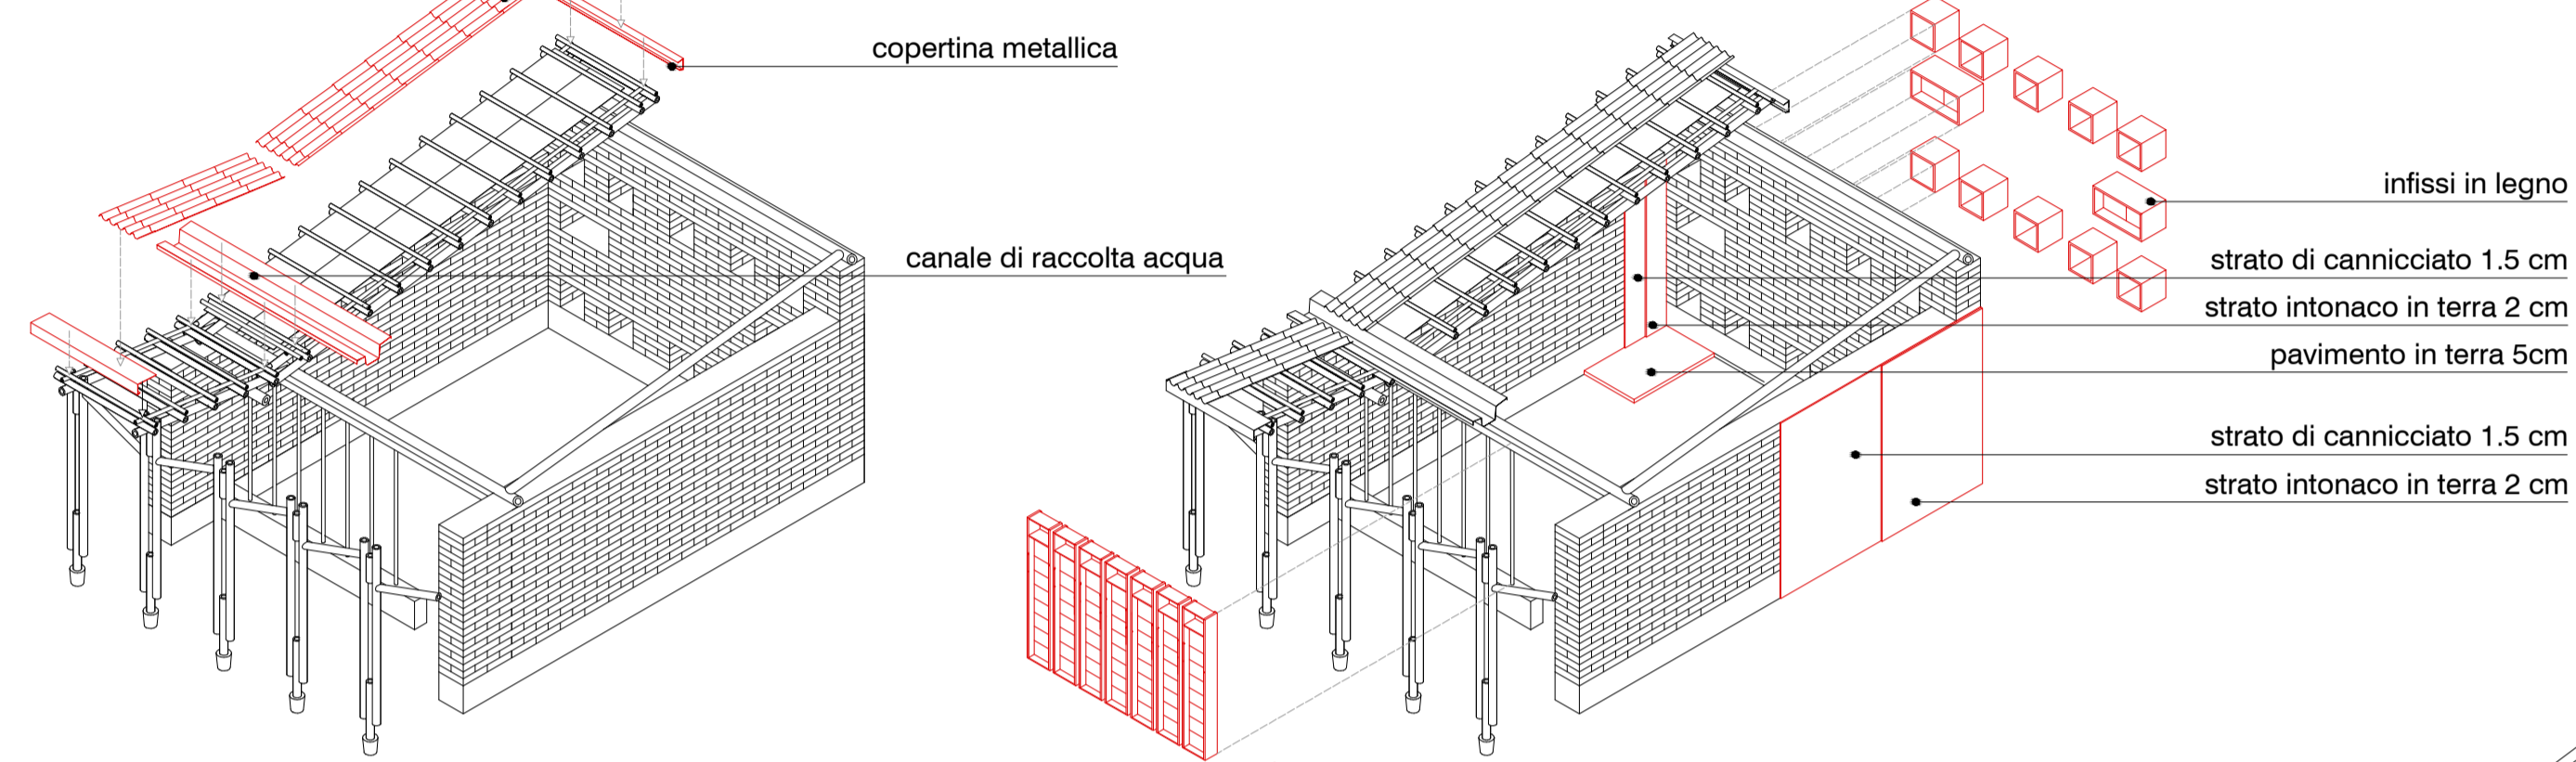 copertina metallica
canale di raccolta acqua
infissi in legno
strato di cannicciato 1.5 cm
strato intonaco in terra 2 cm
pavimento in terra 5cm
strato di cannicciato 1.5 cm
strato intonaco in terra 2 cm